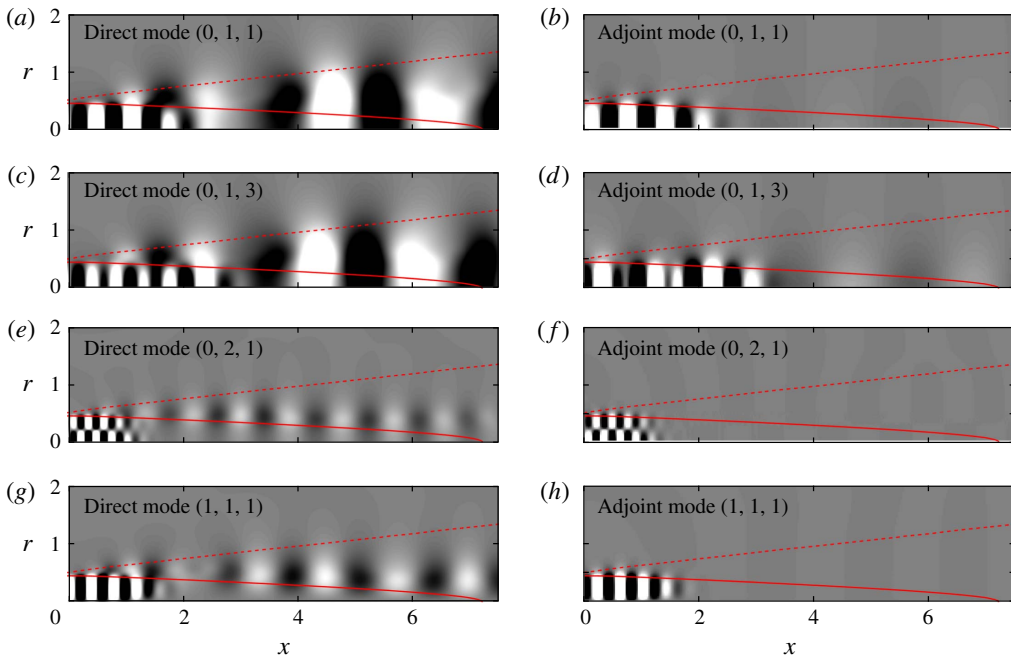 (a)
2
Direct mode (0, 1, 1)
r
1
0
(b)
Adjoint mode (0, 1, 1)
(c)
2
Direct mode (0, 1, 3)
r
1
0
(d)
Adjoint mode (0, 1, 3)
(e)
2
Direct mode (0, 2, 1)
r
1
0
(f)
Adjoint mode (0, 2, 1)
(g)
2
Direct mode (1, 1, 1)
r
1
0 2 4 6
x
(h)
Adjoint mode (1, 1, 1)
0 2 4 6
x